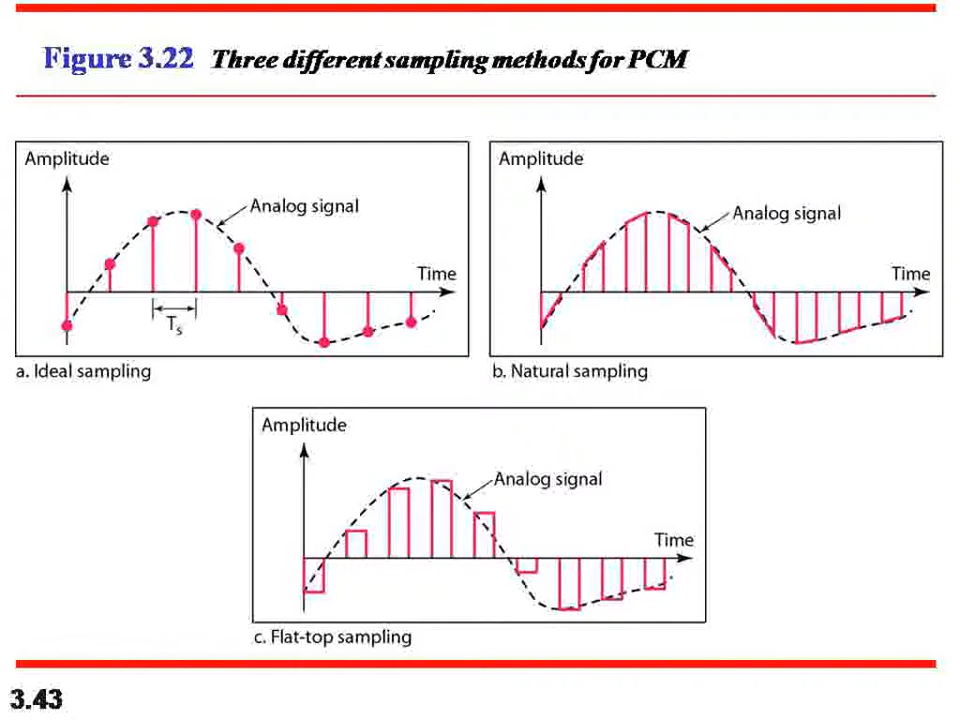 Figure 3.22 Three different sampling methods for PCM
Amplitude
Analog signal
Time
Ts
a. Ideal sampling
Amplitude
Analog signal
Time
b. Natural sampling
Amplitude
Analog signal
Time
c. Flat-top sampling
3.43